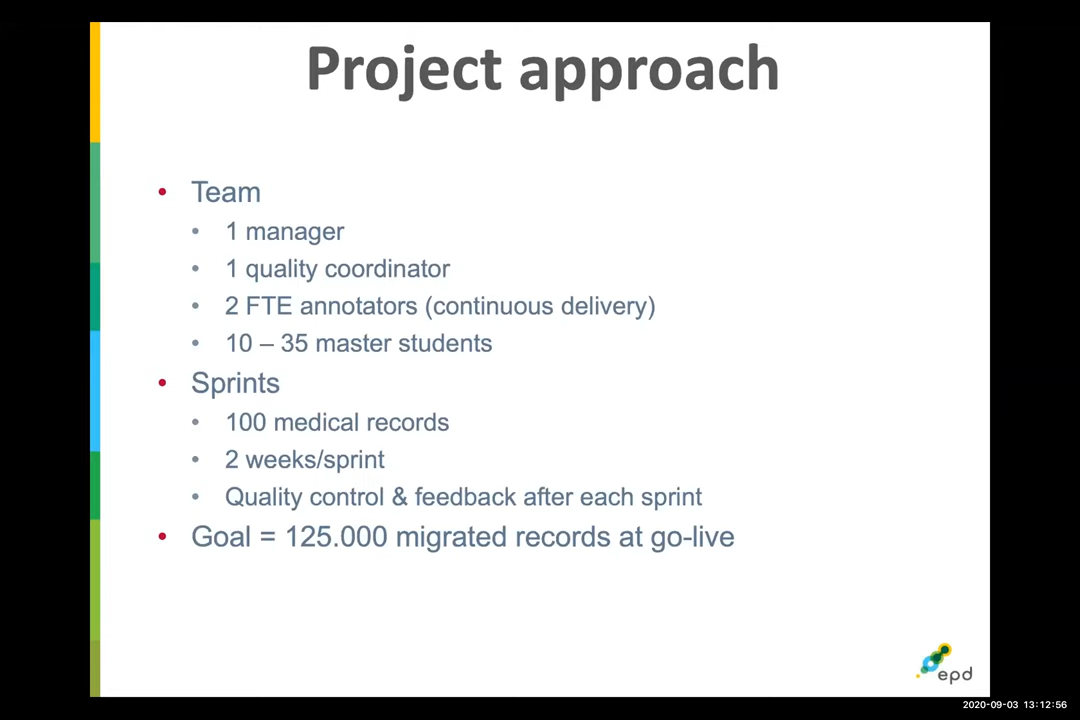 Project approach
• Team
• 1 manager
• 1 quality coordinator
• 2 FTE annotators (continuous delivery)
• 10 – 35 master students
• Sprints
• 100 medical records
• 2 weeks/sprint
• Quality control & feedback after each sprint
• Goal = 125.000 migrated records at go-live
epd
2020-09-03 13:12:56